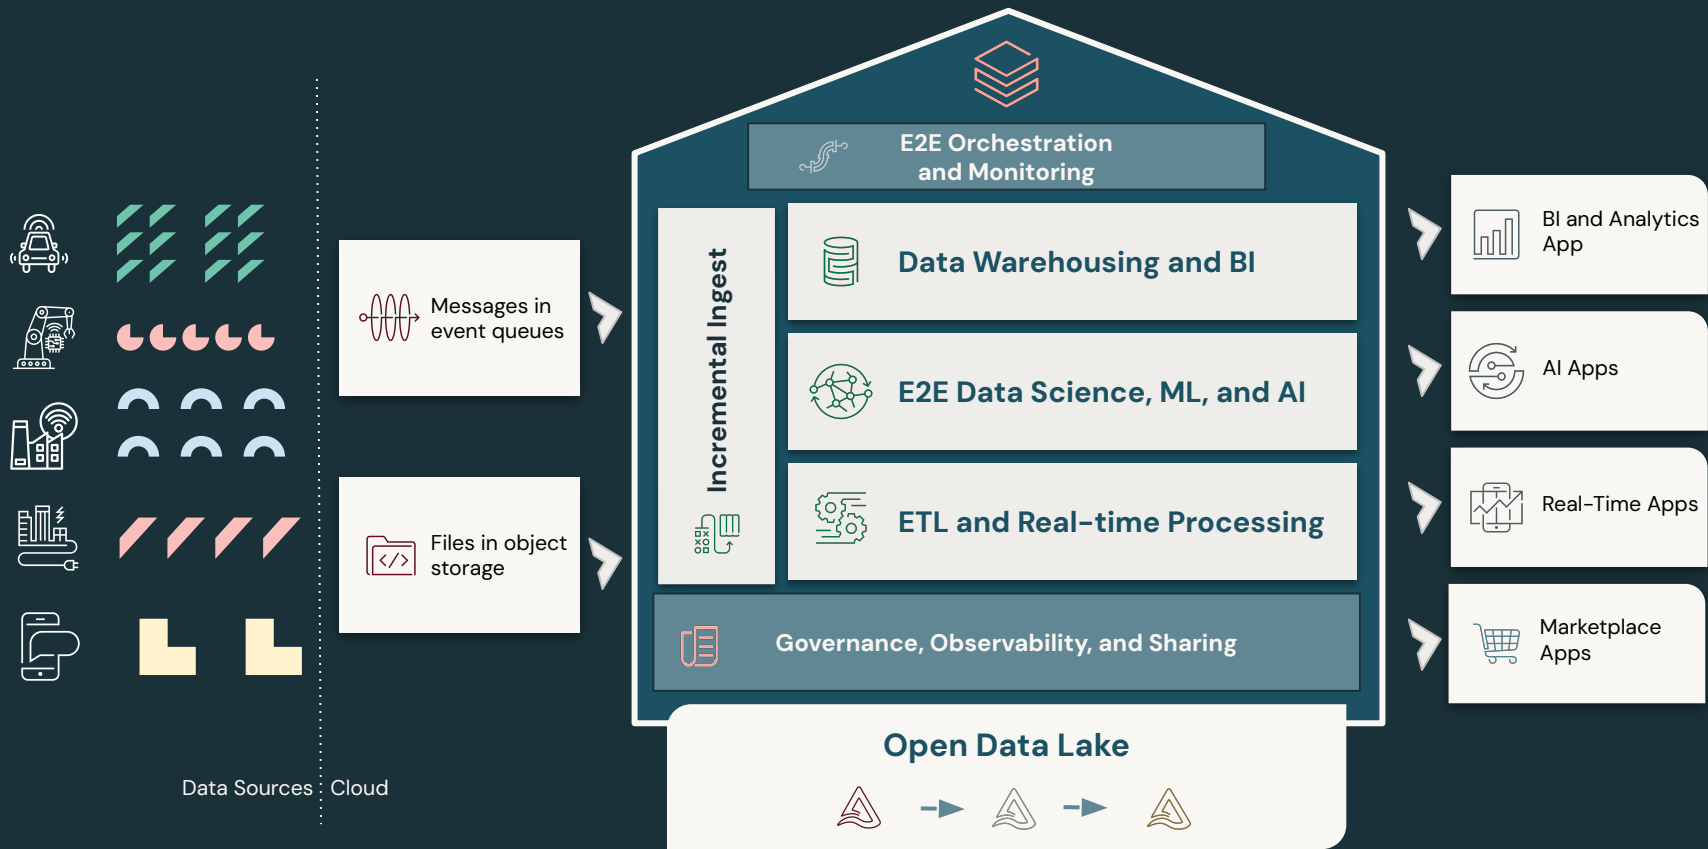 E2E Orchestration
and Monitoring
Messages in
event queues
Files in object
storage
Incremental Ingest
Data Warehousing and BI
E2E Data Science, ML, and AI
ETL and Real-time Processing
Governance, Observability, and Sharing
Open Data Lake
BI and Analytics
App
AI Apps
Real-Time Apps
Marketplace
Apps
Data Sources
Cloud